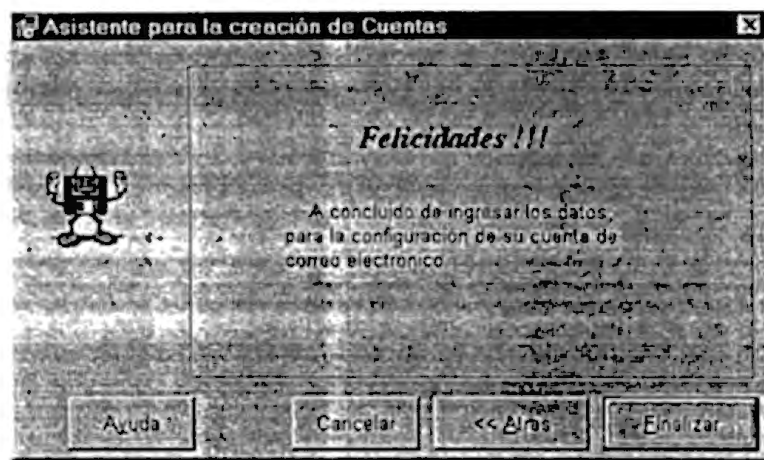 Asistente para la creación de Cuentas
Felicidades !!!
A concluido de ingresar los datos,
para la configuración de su cuenta de
correo electronico
Ayuda
Cancelar
<< Atras
Finalizar